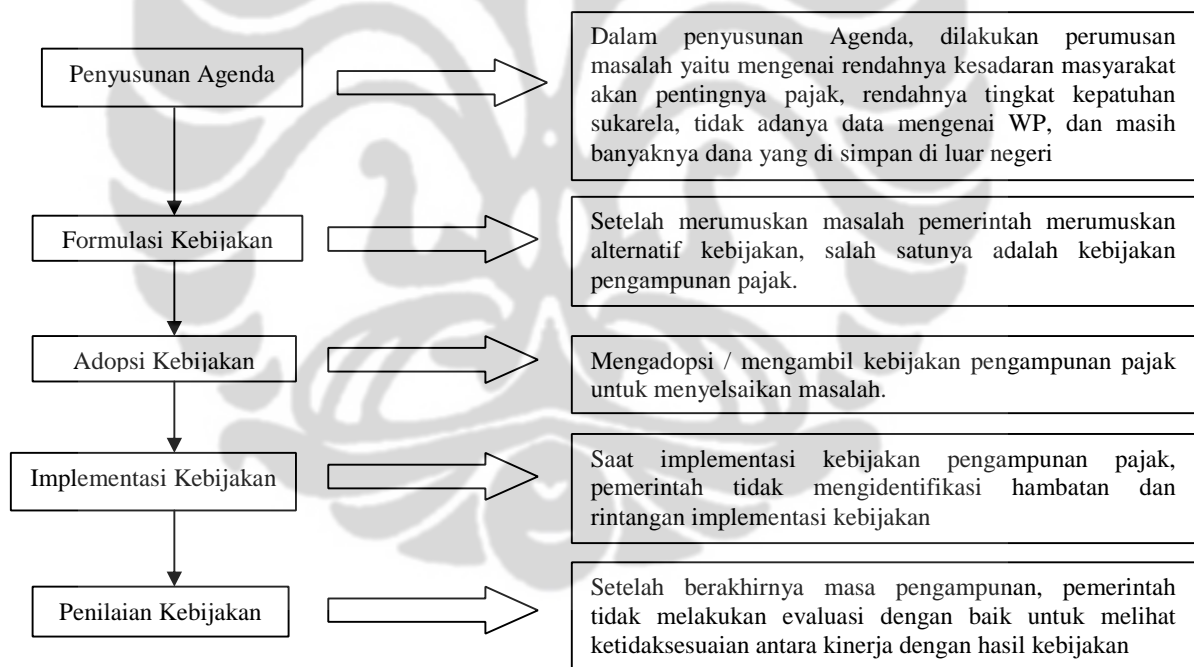 Penyusunan Agenda
Dalam penyusunan Agenda, dilakukan perumusan
masalah yaitu mengenai rendahnya kesadaran masyarakat
akan pentingnya pajak, rendahnya tingkat kepatuhan
sukarela, tidak adanya data mengenai WP, dan masih
banyaknya dana yang di simpan di luar negeri
Formulasi Kebijakan
Setelah merumuskan masalah pemerintah merumuskan
alternatif kebijakan, salah satunya adalah kebijakan
pengampunan pajak.
Adopsi Kebijakan
Mengadopsi / mengambil kebijakan pengampunan pajak
untuk menyelsaikan masalah.
Implementasi Kebijakan
Saat implementasi kebijakan pengampunan pajak,
pemerintah tidak mengidentifikasi hambatan dan
rintangan implementasi kebijakan
Penilaian Kebijakan
Setelah berakhirnya masa pengampunan, pemerintah
tidak melakukan evaluasi dengan baik untuk melihat
ketidaksesuaian antara kinerja dengan hasil kebijakan